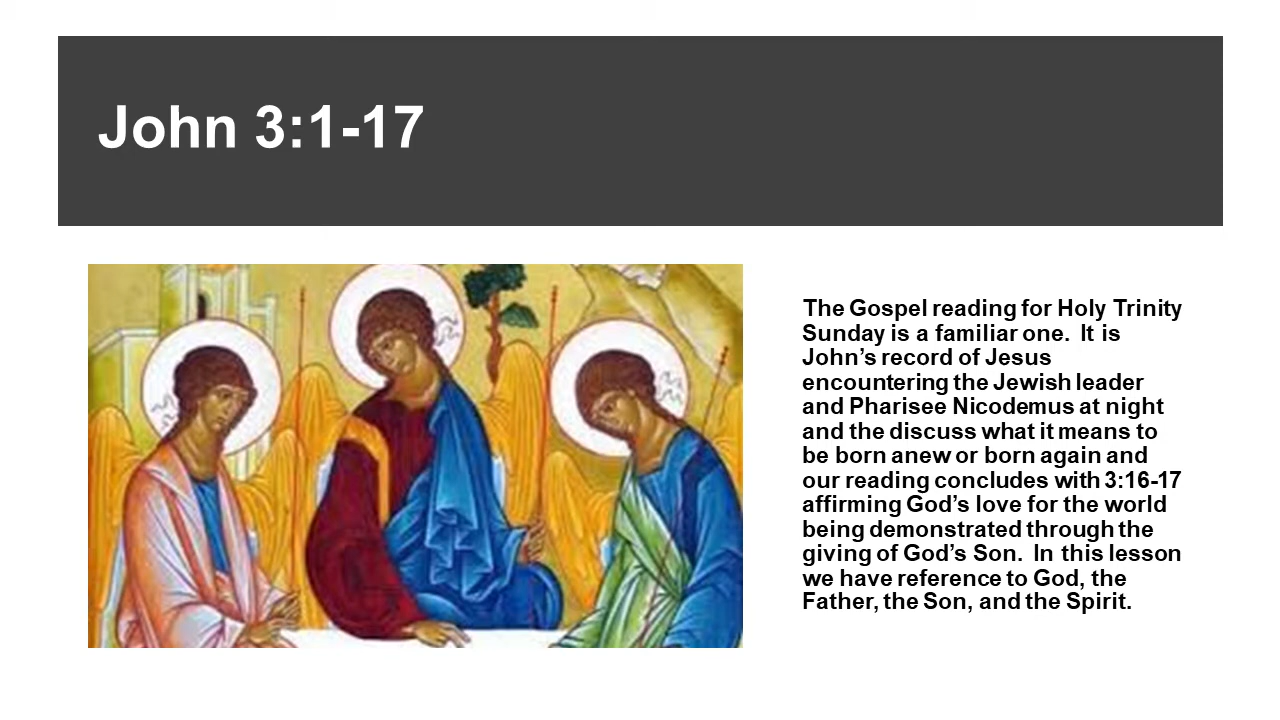 John 3:1-17
The Gospel reading for Holy Trinity
Sunday is a familiar one.  It is
John’s record of Jesus
encountering the Jewish leader
and Pharisee Nicodemus at night
and the discuss what it means to
be born anew or born again and
our reading concludes with 3:16-17
affirming God’s love for the world
being demonstrated through the
giving of God’s Son.  In this lesson
we have reference to God, the
Father, the Son, and the Spirit.